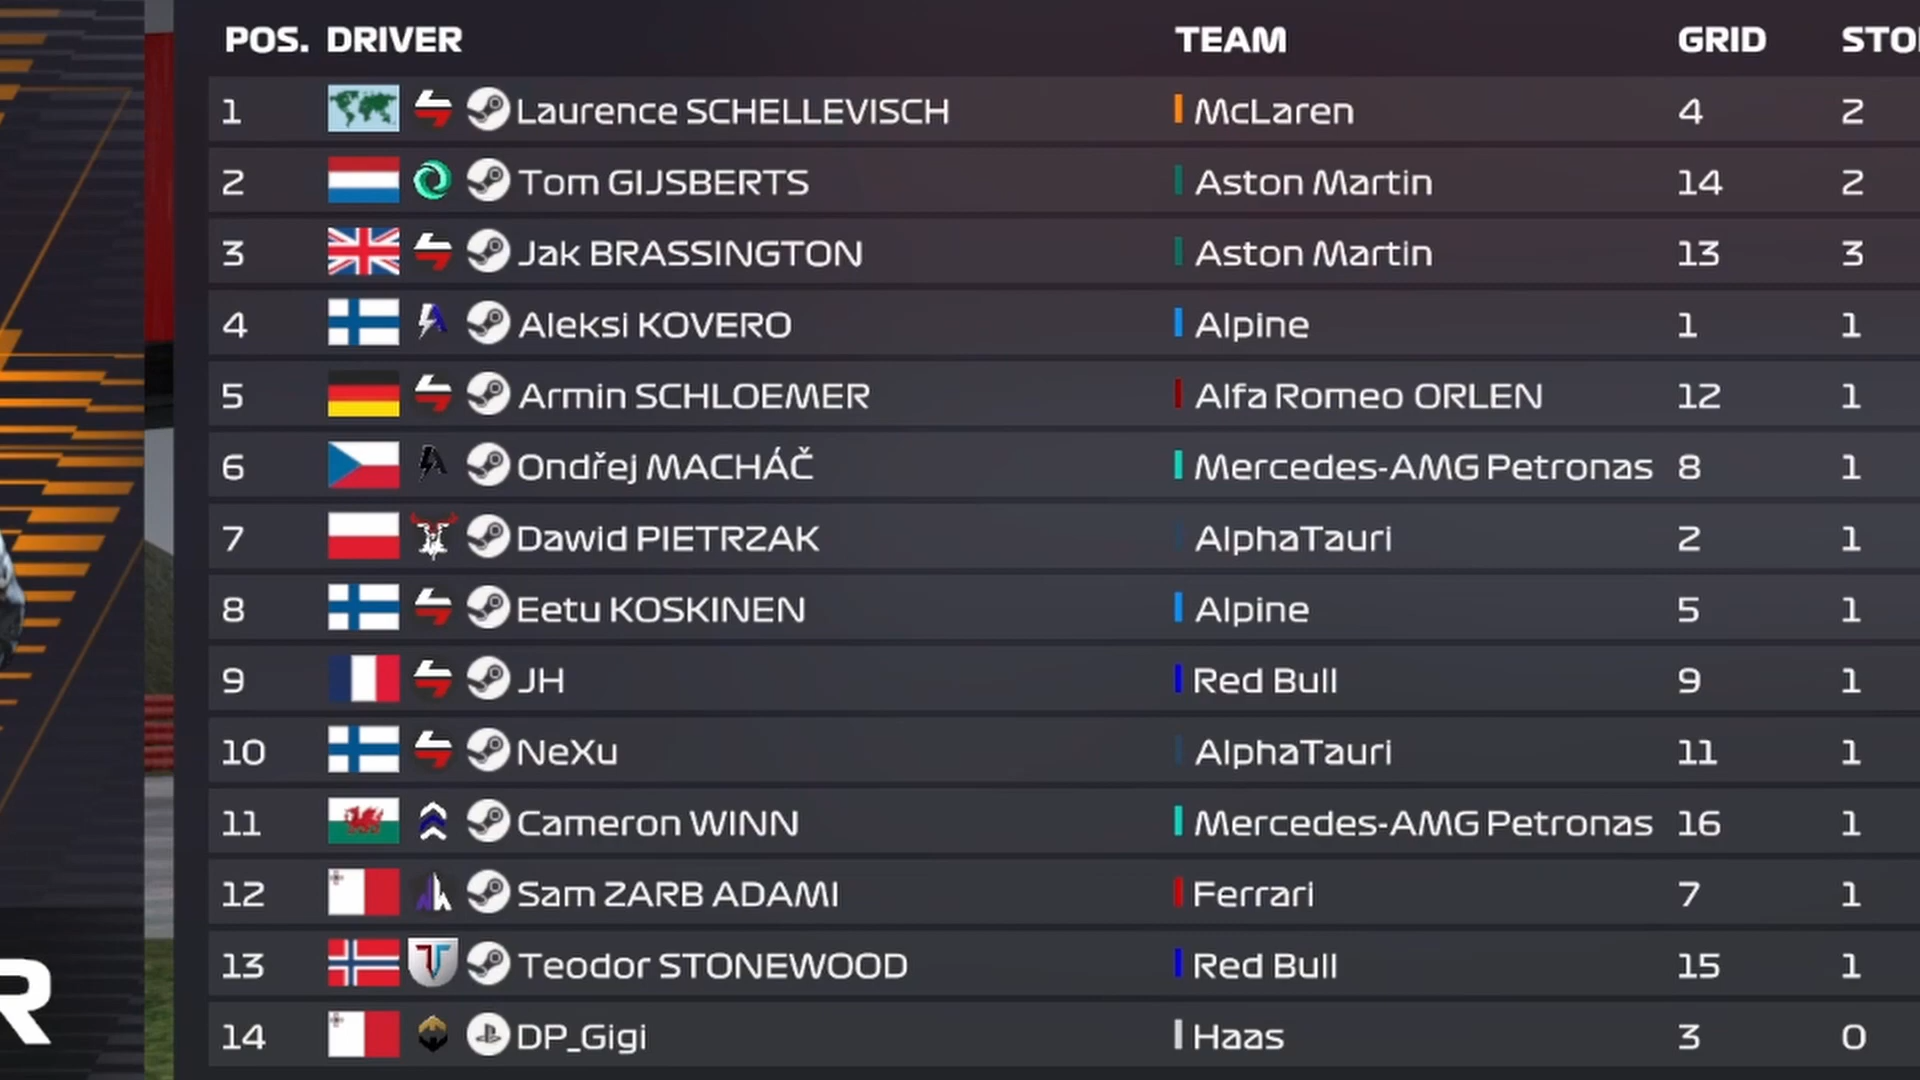 POS. DRIVER TEAM GRID STO
1 Laurence SCHELLEVISCH McLaren 4 2
2 Tom GIJSBERTS Aston Martin 14 2
3 Jak BRASSINGTON Aston Martin 13 3
4 Aleksi KOVERO Alpine 1 1
5 Armin SCHLOEMER Alfa Romeo ORLEN 12 1
6 Ondřej MACHÁČ Mercedes-AMG Petronas 8 1
7 Dawid PIETRZAK AlphaTauri 2 1
8 Eetu KOSKINEN Alpine 5 1
9 JH Red Bull 9 1
10 NeXu AlphaTauri 11 1
11 Cameron WINN Mercedes-AMG Petronas 16 1
12 Sam ZARB ADAMI Ferrari 7 1
13 Teodor STONEWOOD Red Bull 15 1
R
14 DP_Gigi Haas 3 0